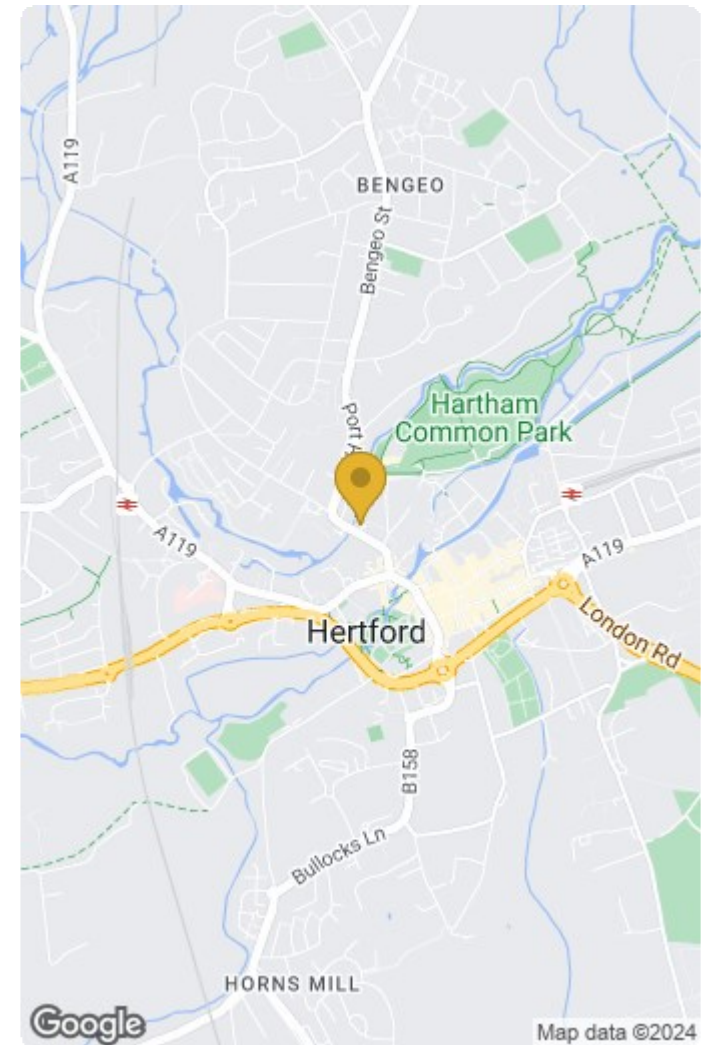 A119
BENGEO
Bengeo St
Hartham
Common Park
Port
A119
A119
Hertford
London Rd
B158
Bullocks Ln
HORNS MILL
Google
Map data ©2024